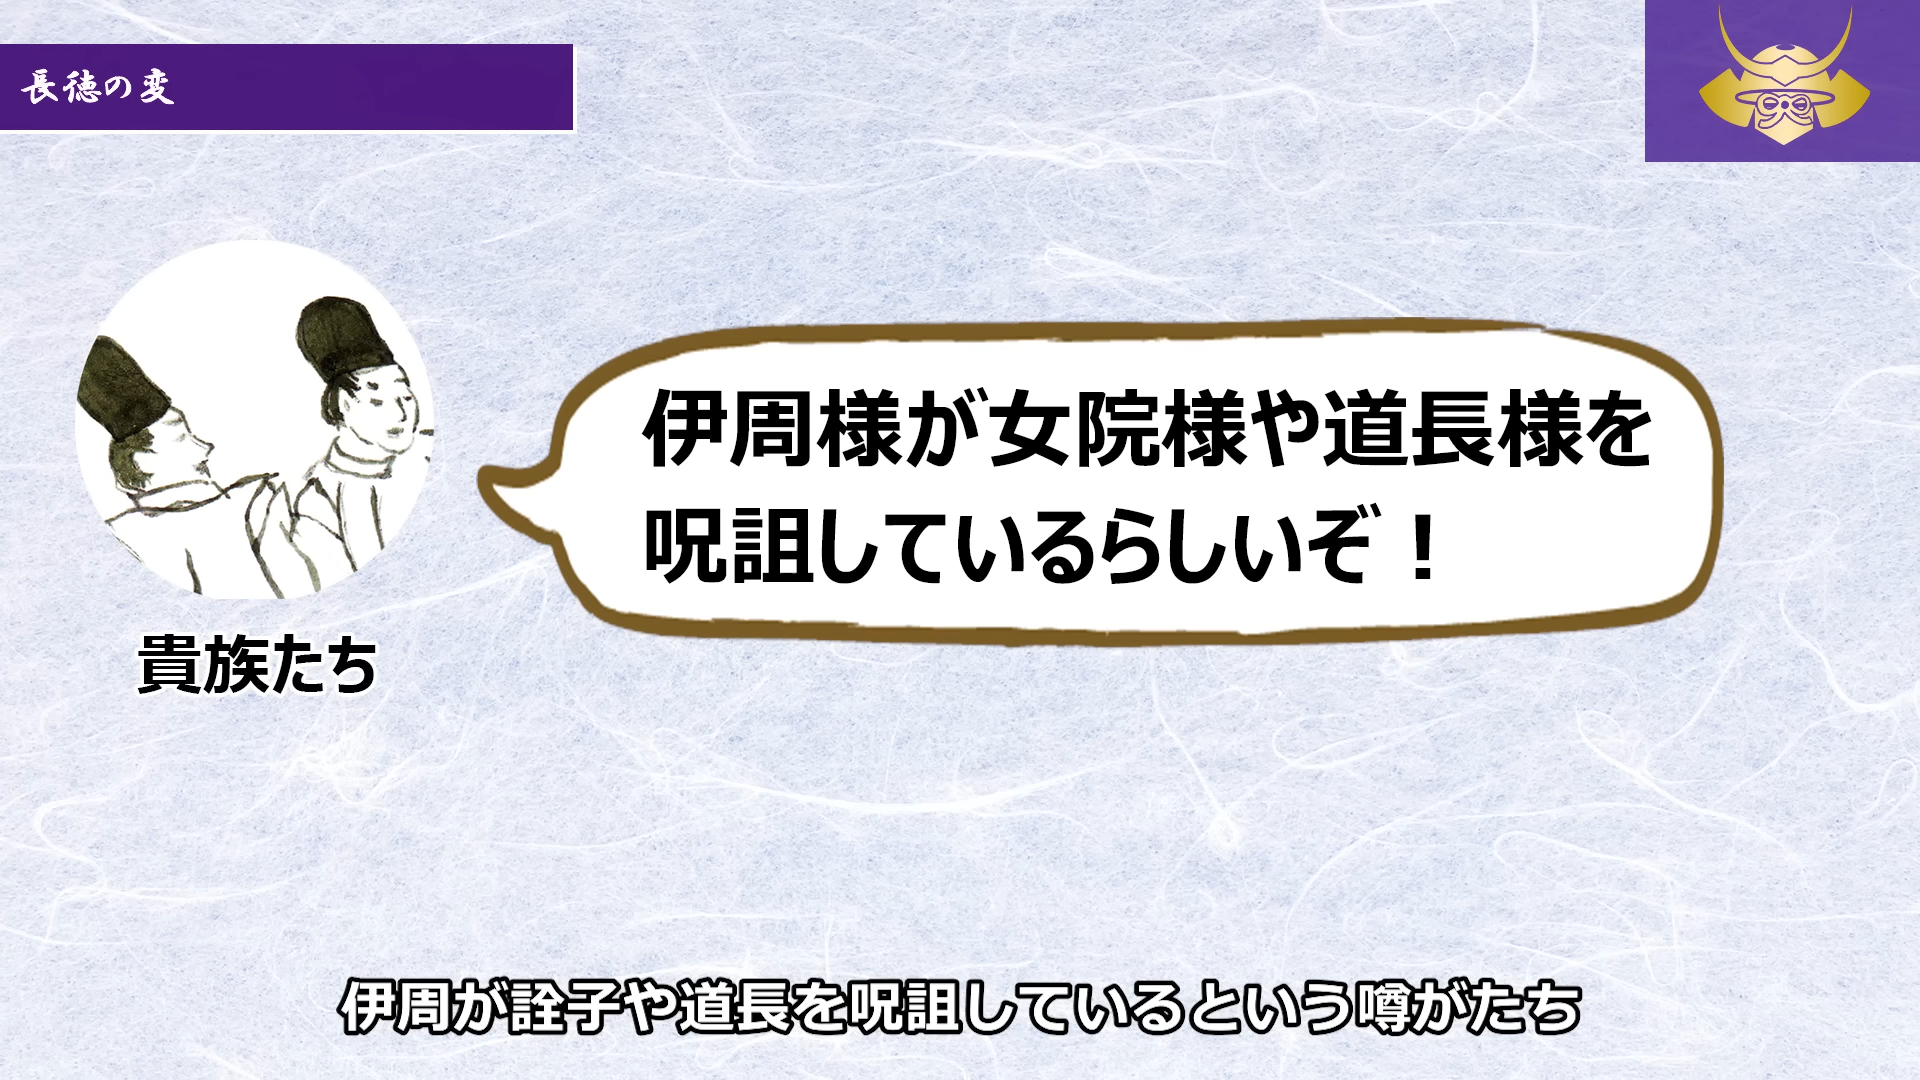 長徳の変
伊周様が女院様や道長様を
呪詛しているらしいぞ！
貴族たち
伊周が詮子や道長を呪詛しているという噂がたち